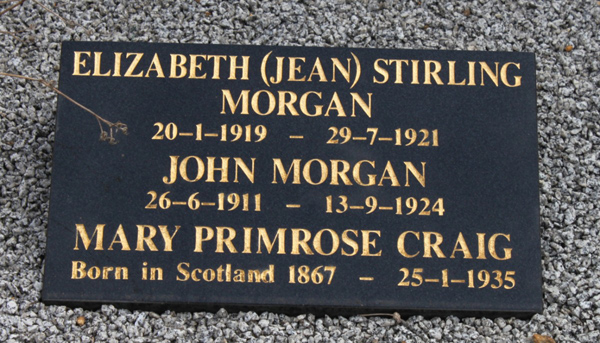 ELIZABETH (JEAN) STIRLING
MORGAN
20–1–1919 – 29–7–1921
JOHN MORGAN
26–6–1911 – 13–9–1924
MARY PRIMROSE CRAIG
Born in Scotland 1867 – 25–1–1935